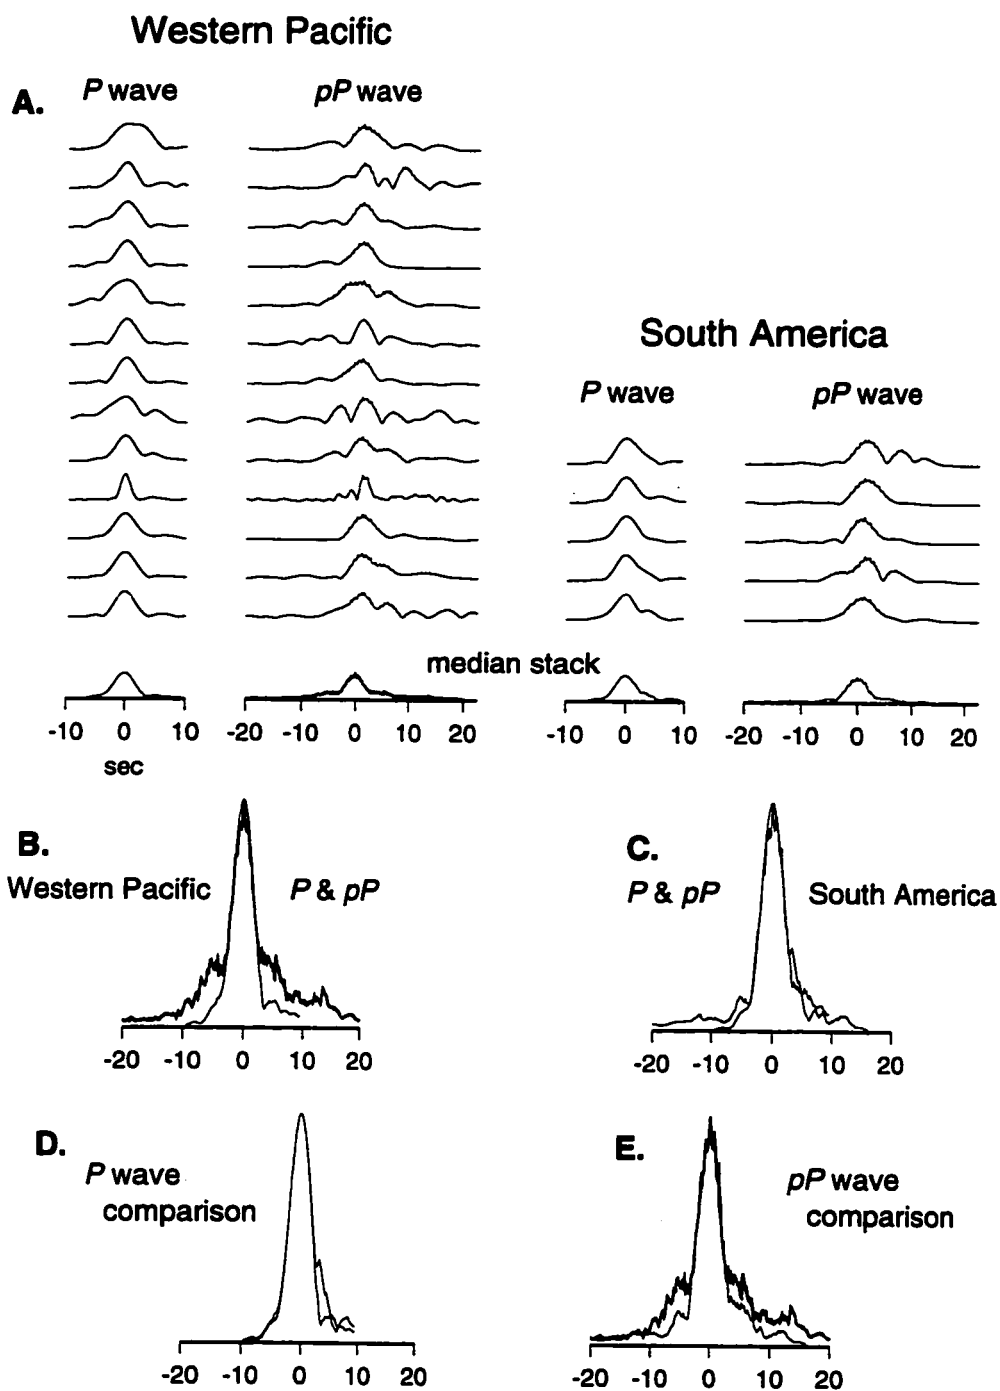 Western Pacific
A.
P wave
pP wave
South America
P wave
pP wave
median stack
-10 0 10
-20 -10 0 10 20
-10 0 10
-20 -10 0 10 20
sec
B.
Western Pacific
P & pP
-20 -10 0 10 20
C.
P & pP
South America
-20 -10 0 10 20
D.
P wave
comparison
-20 -10 0 10 20
E.
pP wave
comparison
-20 -10 0 10 20